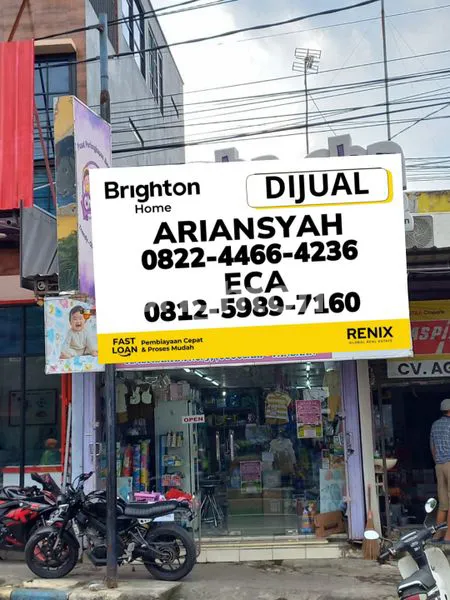 Brighton
Home
DIJUAL
ARIANSYAH
0822-4466-4236
ECA
0812-5989-7160
FAST
LOAN
Pembiayaan Cepat
& Proses Mudah
RENIX
GLOBAL REAL ESTATE
OPEN
CV. AG